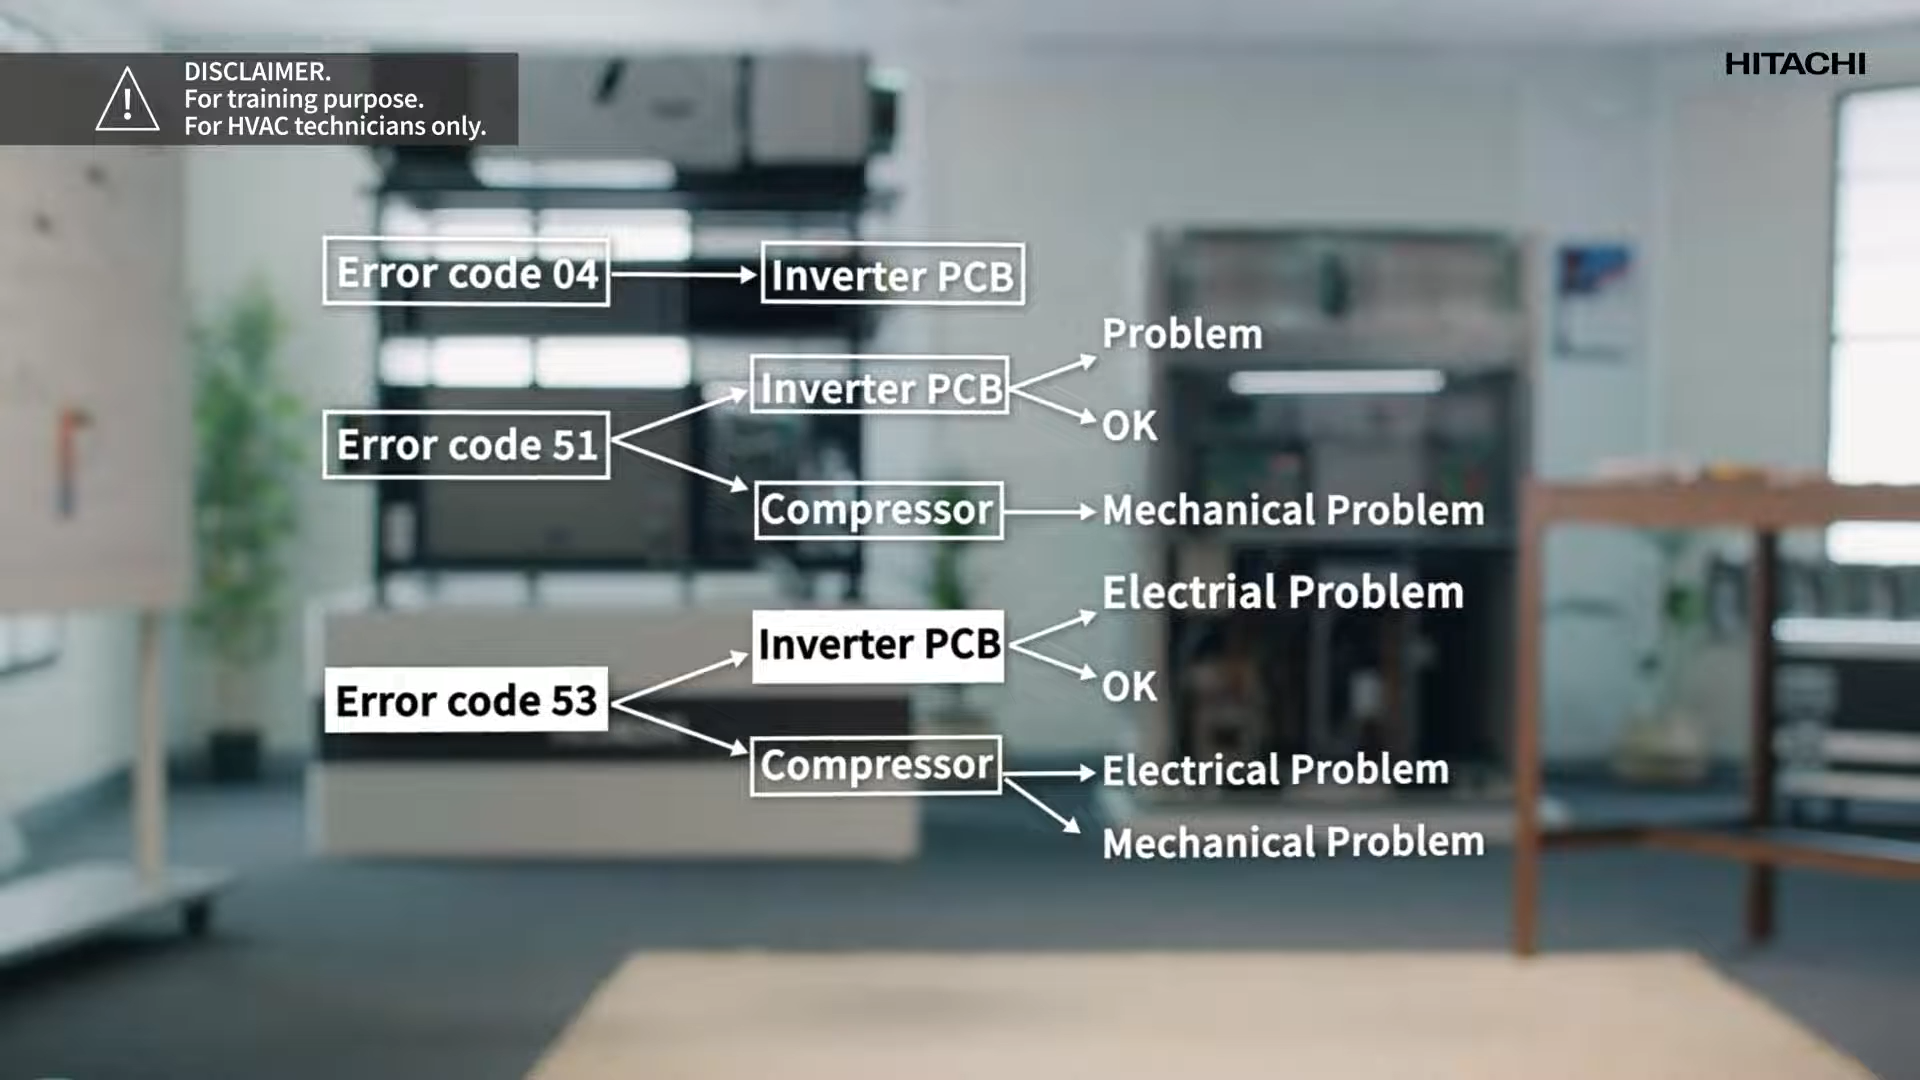 DISCLAIMER.
For training purpose.
For HVAC technicians only.
HITACHI
Error code 04
Inverter PCB
Error code 51
Inverter PCB
Problem
OK
Compressor
Mechanical Problem
Error code 53
Inverter PCB
Electrial Problem
OK
Compressor
Electrical Problem
Mechanical Problem